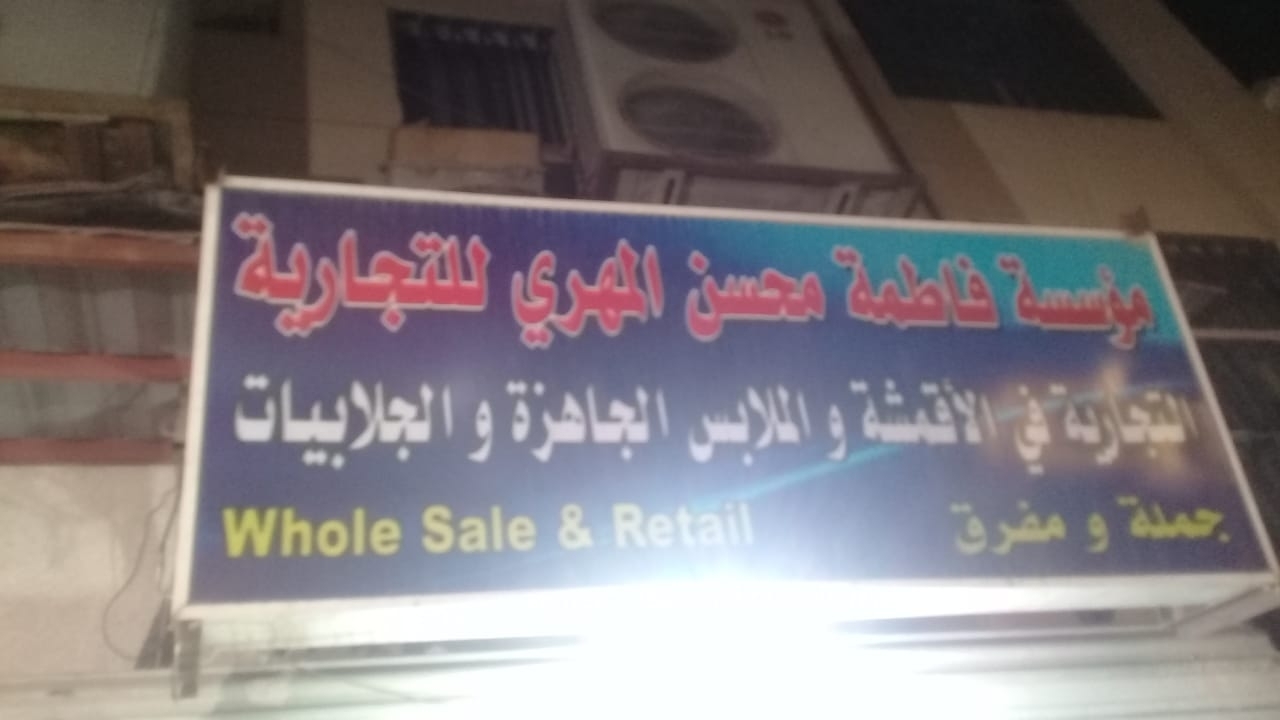 مؤسسة فاطمة محسن المهري للتجارية
التجارية في الأقمشة و الملابس الجاهزة و الجلابيات
جملة و مفرق
Whole Sale & Retail